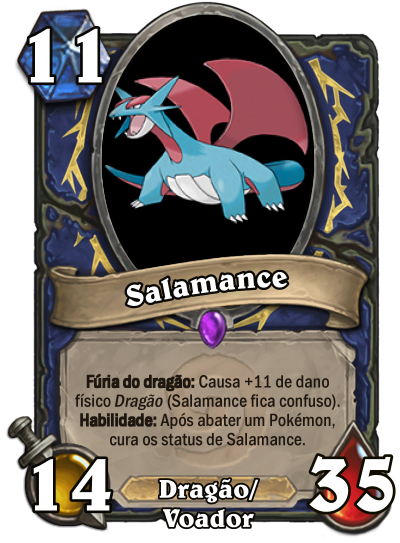 11
Salamance
Fúria do dragão: Causa +11 de dano
físico Dragão (Salamance fica confuso).
Habilidade: Após abater um Pokémon,
cura os status de Salamance.
14
Dragão/
Voador
35